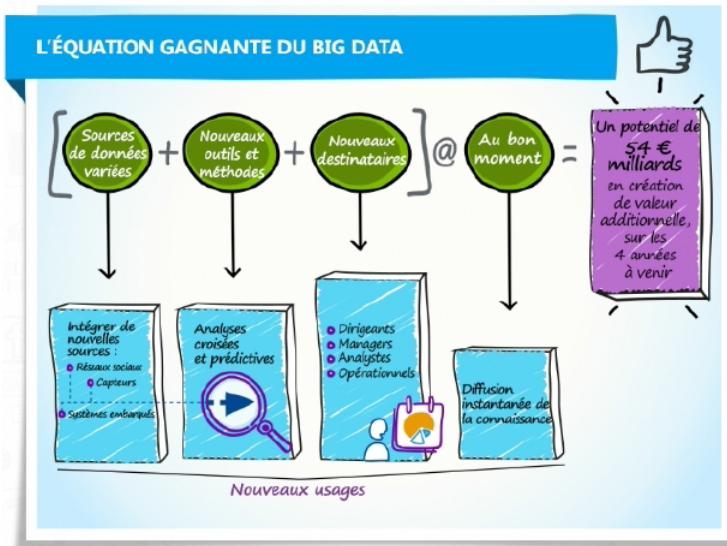 L'ÉQUATION GAGNANTE DU BIG DATA
[
Sources
de données
variées
+
Nouveaux
outils et
méthodes
+
Nouveaux
destinataires
]
@
Au bon
moment
=
Un potentiel de
54 €
milliards
en création
de valeur
additionnelle,
sur les
4 années
à venir
Intégrer de
nouvelles
sources :
Réseaux sociaux
Capteurs
Systèmes embarqués
Analyses
croisées
et prédictives
Dirigeants
Managers
Analystes
Opérationnels
Diffusion
instantanée de
la connaissance
Nouveaux usages